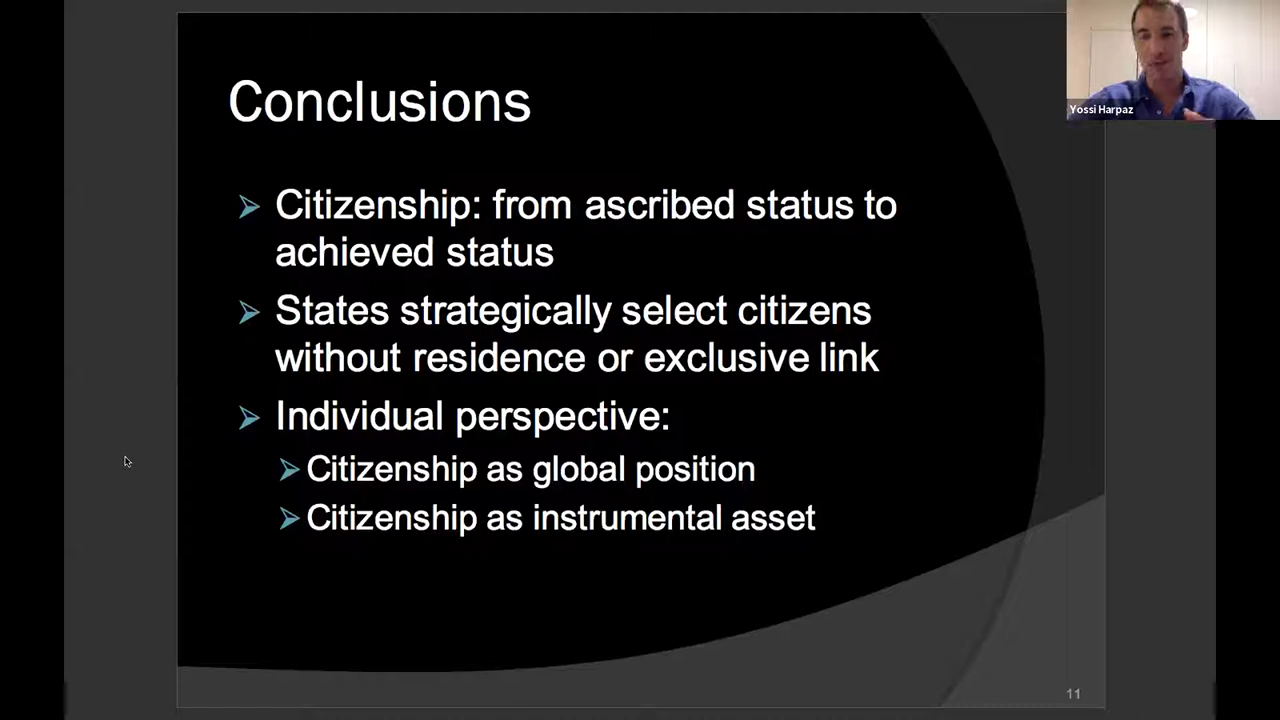 Conclusions
Citizenship: from ascribed status to
achieved status
States strategically select citizens
without residence or exclusive link
Individual perspective:
Citizenship as global position
Citizenship as instrumental asset
11
Yossi Harpaz